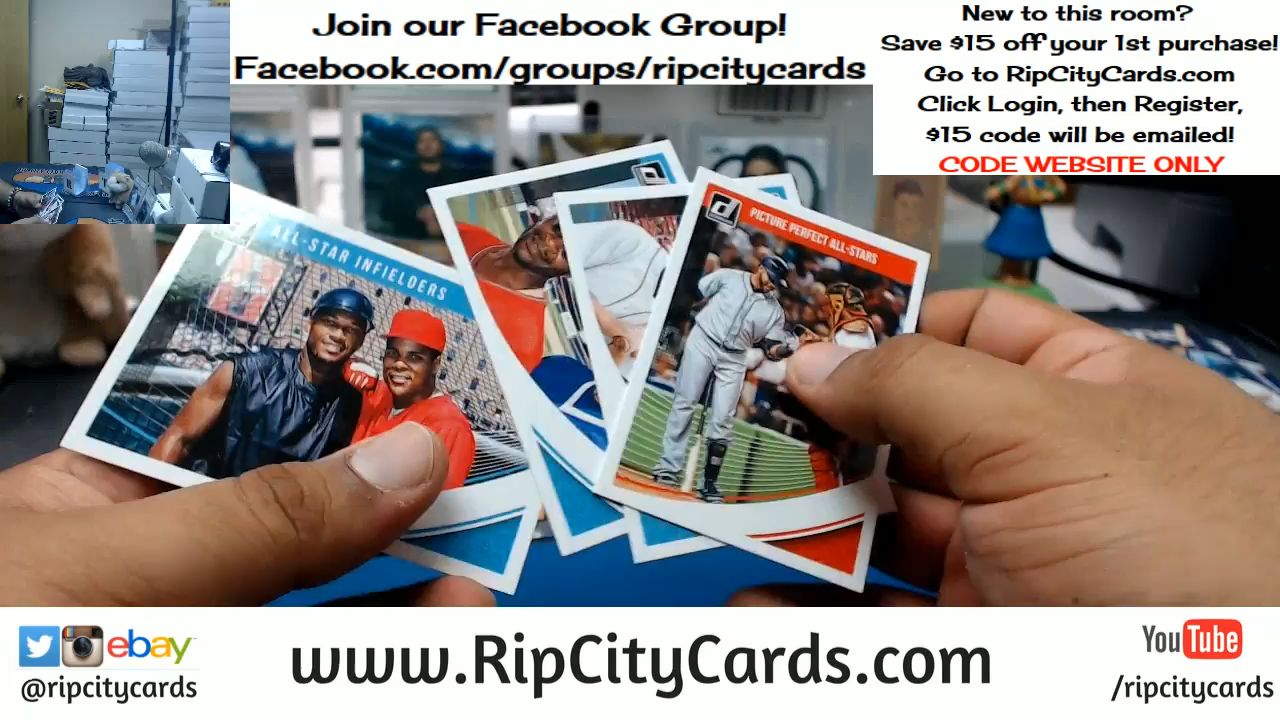 Join our Facebook Group!
Facebook.com/groups/ripcitycards
New to this room?
Save $15 off your 1st purchase!
Go to RipCityCards.com
Click Login, then Register,
$15 code will be emailed!
CODE WEBSITE ONLY
ALL-STAR INFIELDERS
PICTURE PERFECT ALL-STARS
ebay
@ripcitycards
www.RipCityCards.com
YouTube
/ripcitycards